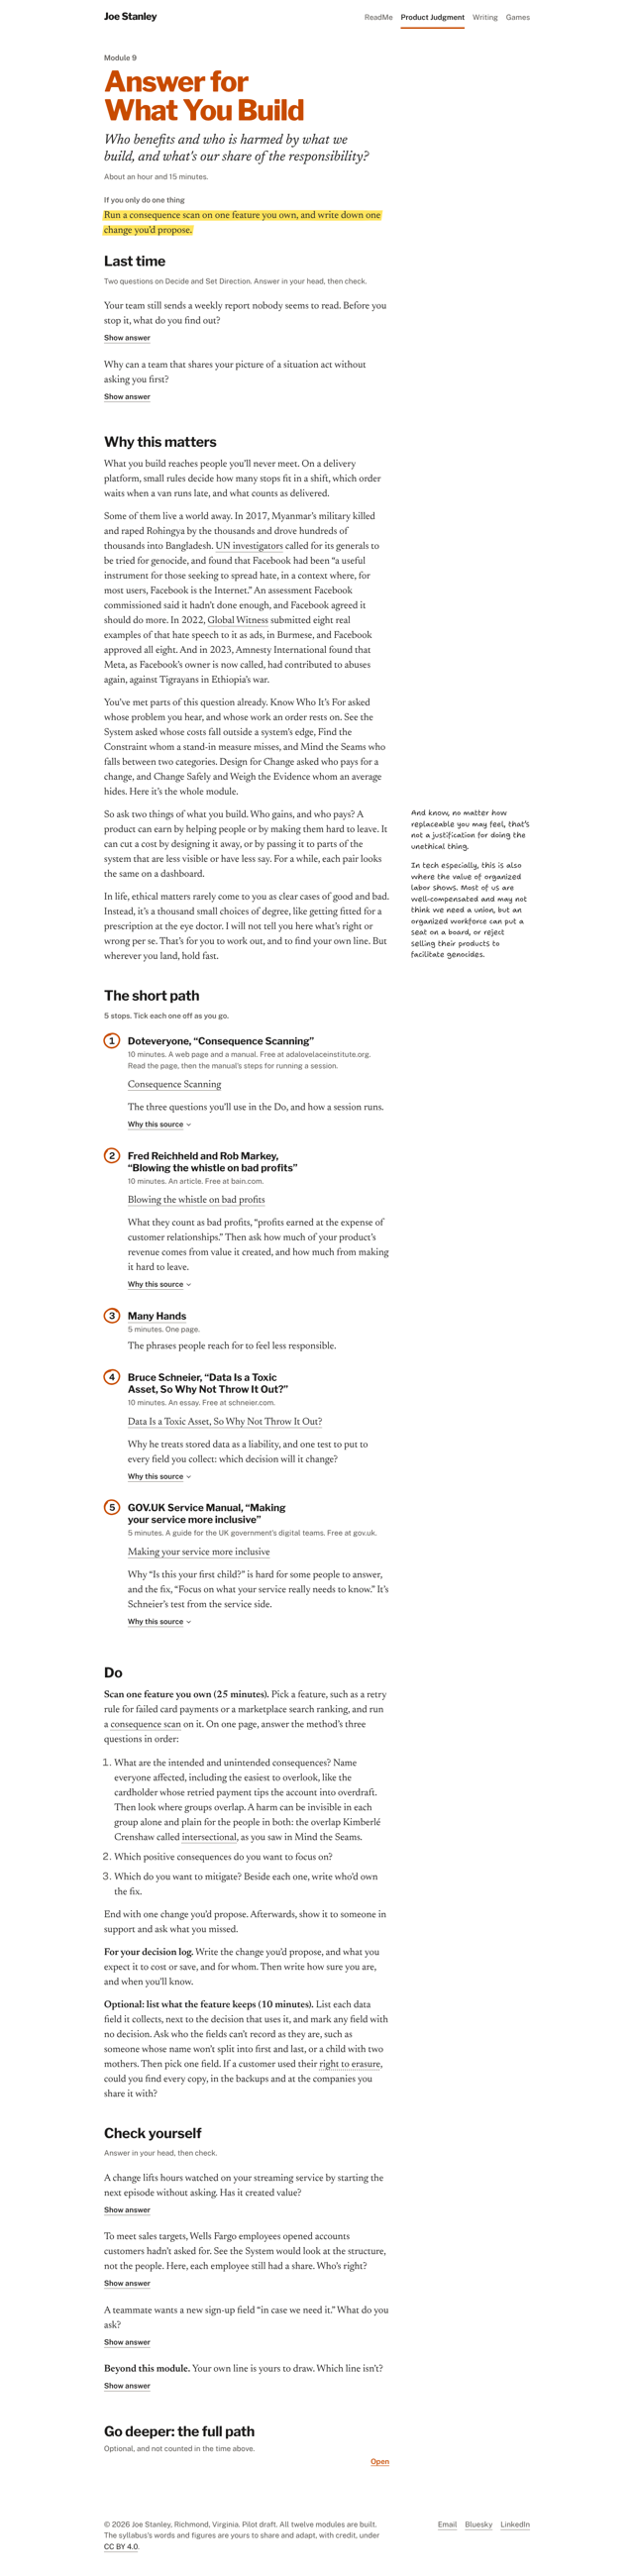 Joe Stanley
ReadMe Product Judgment Writing Games
Module 9
Answer for
What You Build
Who benefits and who is harmed by what we
build, and what's our share of the responsibility?
About an hour and 15 minutes.
If you only do one thing
Run a consequence scan on one feature you own, and write down one
change you'd propose.
Last time
Two questions on Decide and Set Direction. Answer in your head, then check.
Your team still sends a weekly report nobody seems to read. Before you
stop it, what do you find out?
Show answer
Why can a team that shares your picture of a situation act without
asking you first?
Show answer
Why this matters
What you build reaches people you'll never meet. On a delivery
platform, small rules decide how many stops fit in a shift, which order
waits when a van runs late, and what counts as delivered.
Some of them live a world away. In 2017, Myanmar's military killed
and raped Rohingya by the thousands and drove hundreds of
thousands into Bangladesh. UN investigators called for its generals to
be tried for genocide, and found that Facebook had been “a useful
instrument for those seeking to spread hate, in a context where, for
most users, Facebook is the Internet.” An assessment Facebook
commissioned said it hadn't done enough, and Facebook agreed it
should do more. In 2022, Global Witness submitted eight real
examples of that hate speech to it as ads, in Burmese, and Facebook
approved all eight. And in 2023, Amnesty International found that
Meta, as Facebook's owner is now called, had contributed to abuses
again, against Tigrayans in Ethiopia's war.
You've met parts of this question already. Know Who It's For asked
whose problem you hear, and whose work an order rests on. See the
System asked whose costs fall outside a system's edge, Find the
Constraint whom a stand-in measure misses, and Mind the Seams who
falls between two categories. Design for Change asked who pays for a
change, and Change Safely and Weigh the Evidence whom an average
hides. Here it's the whole module.
So ask two things of what you build. Who gains, and who pays? A
product can earn by helping people or by making them hard to leave. It
can cut a cost by designing it away, or by passing it to parts of the
system that are less visible or have less say. For a while, each pair looks
the same on a dashboard.
And know, no matter how
replaceable you may feel, that's
not a justification for doing the
unethical thing.
In tech especially, this is also
where the value of organized
labor shows. Most of us are
well-compensated and may not
think we need a union, but an
organized workforce can put a
seat on a board, or reject
selling their products to
facilitate genocides.
In life, ethical matters rarely come to you as clear cases of good and bad.
Instead, it's a thousand small choices of degree, like getting fitted for a
prescription at the eye doctor. I will not tell you here what's right or
wrong per se. That's for you to work out, and to find your own line. But
wherever you land, hold fast.
The short path
5 stops. Tick each one off as you go.
1
Doteveryone, “Consequence Scanning”
10 minutes. A web page and a manual. Free at adalovelaceinstitute.org.
Read the page, then the manual's steps for running a session.
Consequence Scanning
The three questions you'll use in the Do, and how a session runs.
Why this source
2
Fred Reichheld and Rob Markey,
“Blowing the whistle on bad profits”
10 minutes. An article. Free at bain.com.
Blowing the whistle on bad profits
What they count as bad profits, “profits earned at the expense of
customer relationships.” Then ask how much of your product's
revenue comes from value it created, and how much from making
it hard to leave.
Why this source
3
Many Hands
5 minutes. One page.
The phrases people reach for to feel less responsible.
4
Bruce Schneier, “Data Is a Toxic
Asset, So Why Not Throw It Out?”
10 minutes. An essay. Free at schneier.com.
Data Is a Toxic Asset, So Why Not Throw It Out?
Why he treats stored data as a liability, and one test to put to
every field you collect: which decision will it change?
Why this source
5
GOV.UK Service Manual, “Making
your service more inclusive”
5 minutes. A guide for the UK government's digital teams. Free at gov.uk.
Making your service more inclusive
Why “Is this your first child?” is hard for some people to answer,
and the fix, “Focus on what your service really needs to know.” It's
Schneier's test from the service side.
Why this source
Do
Scan one feature you own (25 minutes). Pick a feature, such as a retry
rule for failed card payments or a marketplace search ranking, and run
a consequence scan on it. On one page, answer the method's three
questions in order:
1. What are the intended and unintended consequences? Name
everyone affected, including the easiest to overlook, like the
cardholder whose retried payment tips the account into overdraft.
Then look where groups overlap. A harm can be invisible in each
group alone and plain for the people in both: the overlap Kimberlé
Crenshaw called intersectional, as you saw in Mind the Seams.
2. Which positive consequences do you want to focus on?
3. Which do you want to mitigate? Beside each one, write who'd own
the fix.
End with one change you'd propose. Afterwards, show it to someone in
support and ask what you missed.
For your decision log. Write the change you'd propose, and what you
expect it to cost or save, and for whom. Then write how sure you are,
and when you'll know.
Optional: list what the feature keeps (10 minutes). List each data
field it collects, next to the decision that uses it, and mark any field with
no decision. Ask who the fields can't record as they are, such as
someone whose name won't split into first and last, or a child with two
mothers. Then pick one field. If a customer used their right to erasure,
could you find every copy, in the backups and at the companies you
share it with?
Check yourself
Answer in your head, then check.
A change lifts hours watched on your streaming service by starting the
next episode without asking. Has it created value?
Show answer
To meet sales targets, Wells Fargo employees opened accounts
customers hadn't asked for. See the System would look at the structure,
not the people. Here, each employee still had a share. Who's right?
Show answer
A teammate wants a new sign-up field “in case we need it.” What do you
ask?
Show answer
Beyond this module. Your own line is yours to draw. Which line isn't?
Show answer
Go deeper: the full path
Optional, and not counted in the time above.
Open
© 2026 Joe Stanley, Richmond, Virginia. Pilot draft. All twelve modules are built.
The syllabus's words and figures are yours to share and adapt, with credit, under
CC BY 4.0.
Email Bluesky LinkedIn